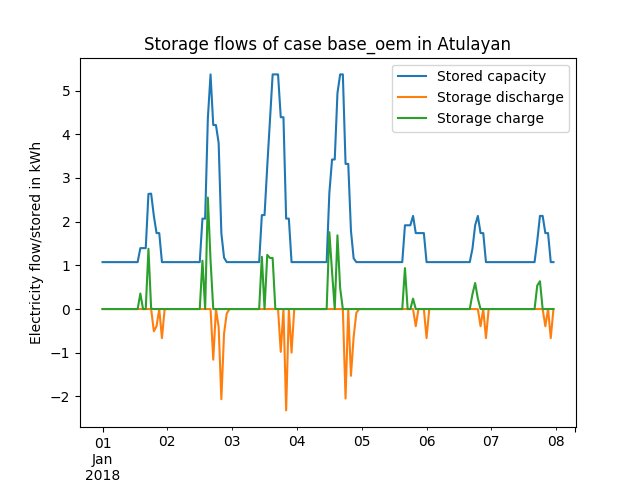 Storage flows of case base_oem in Atulayan
Stored capacity
Storage discharge
Storage charge
Electricity flow/stored in kWh
5
4
3
2
1
0
−1
−2
01 02 03 04 05 06 07 08
Jan
2018